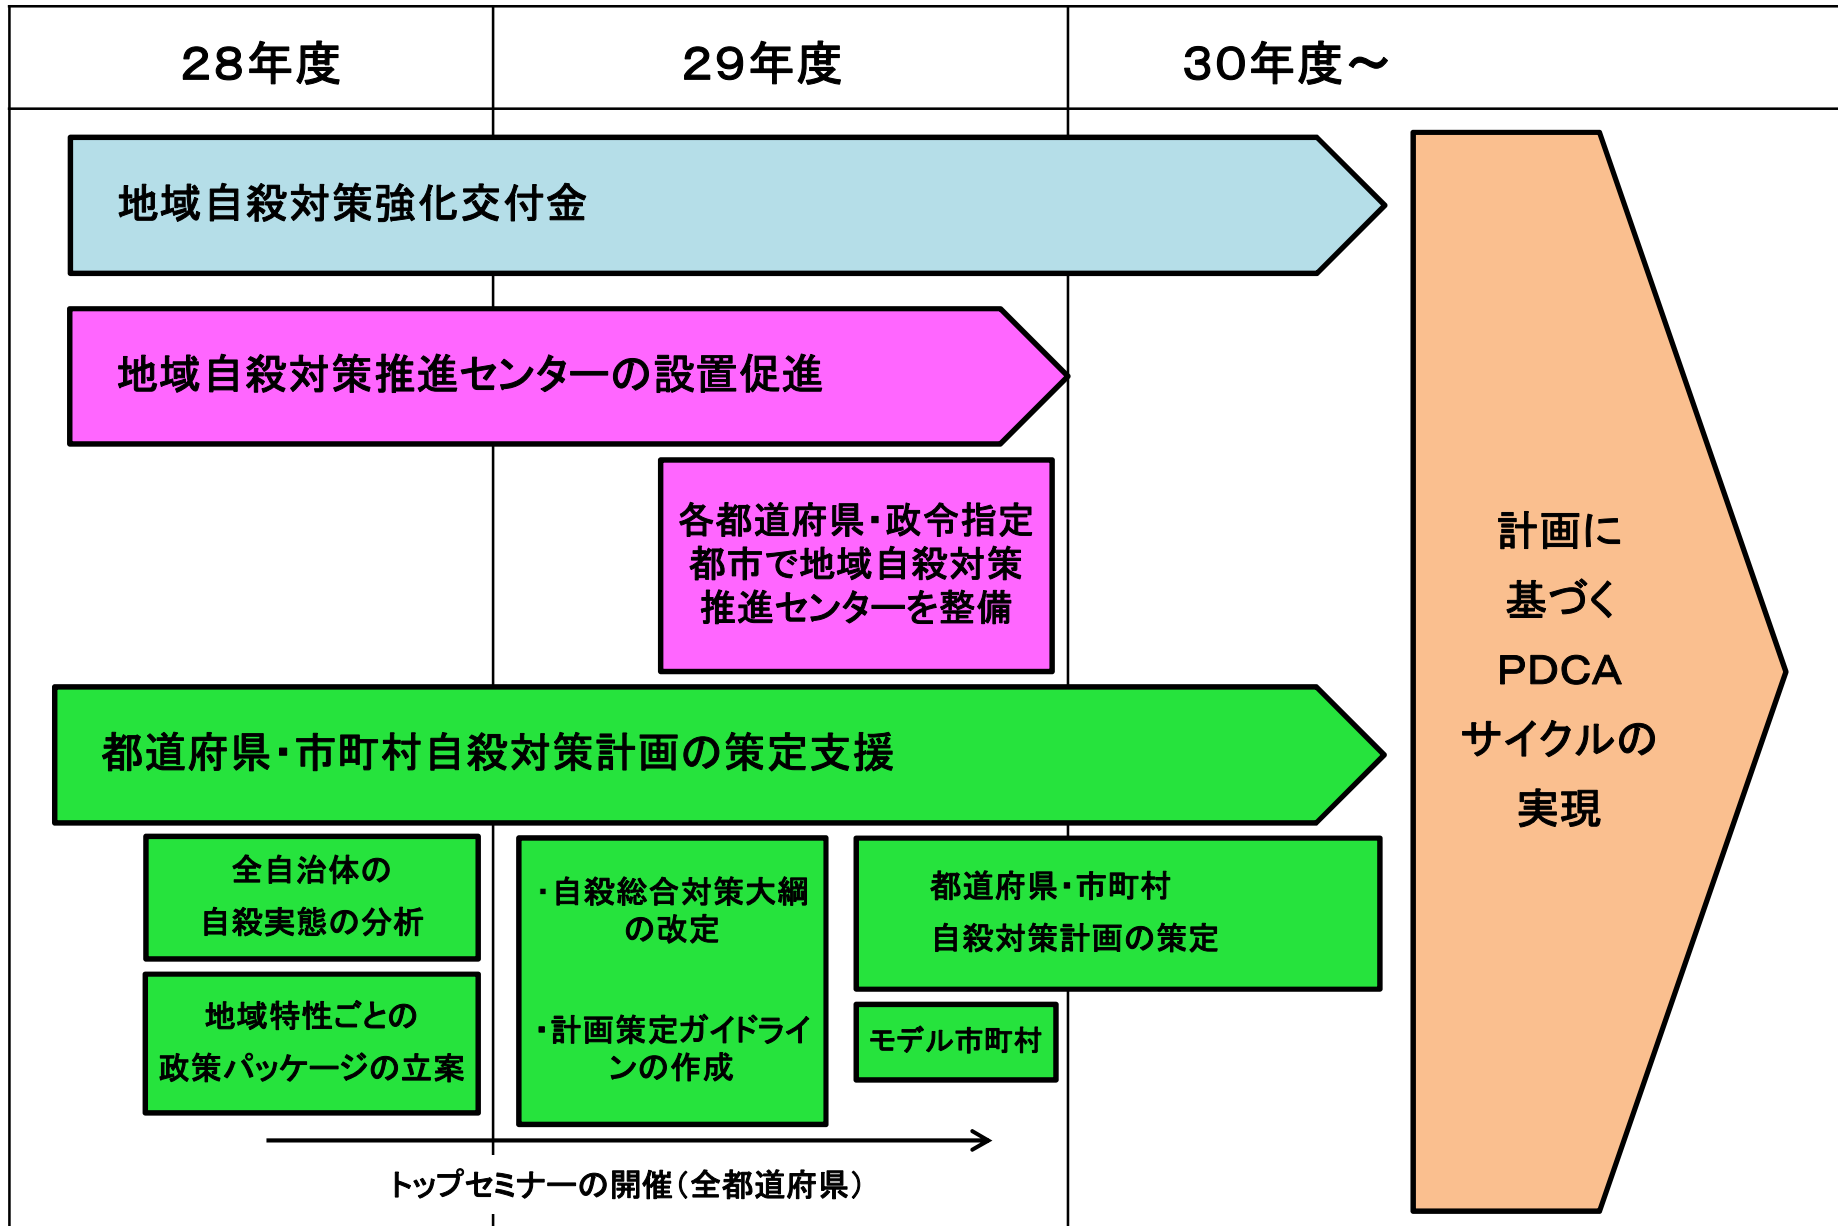 28年度
29年度
30年度～
地域自殺対策強化交付金
地域自殺対策推進センターの設置促進
各都道府県・政令指定
都市で地域自殺対策
推進センターを整備
都道府県・市町村自殺対策計画の策定支援
全自治体の
自殺実態の分析
地域特性ごとの
政策パッケージの立案
・自殺総合対策大綱
の改定
・計画策定ガイドライ
ンの作成
都道府県・市町村
自殺対策計画の策定
モデル市町村
トップセミナーの開催（全都道府県）
計画に
基づく
PDCA
サイクルの
実現